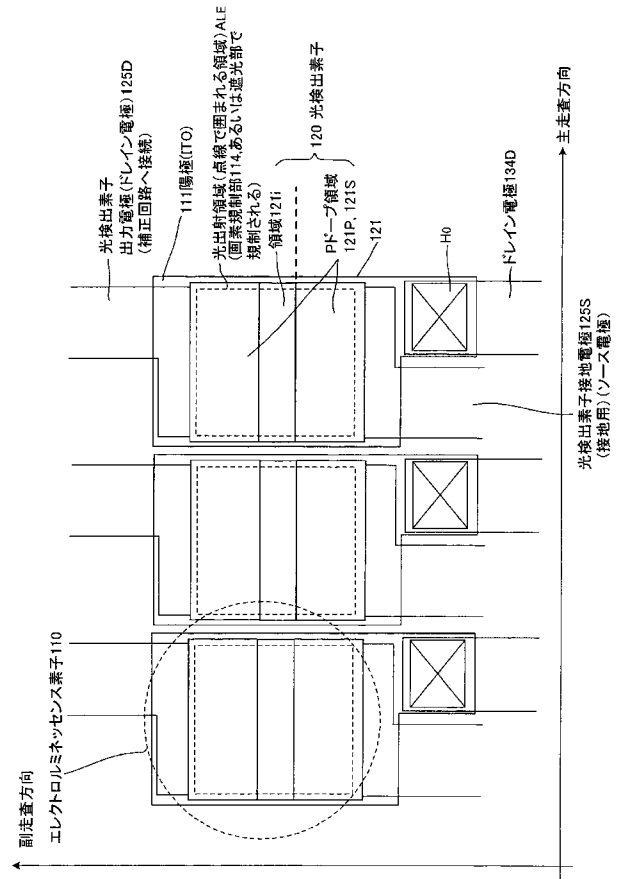 副走査方向
エレクトロルミネッセンス素子110
光検出素子
出力電極(ドレイン電極)125D
(補正回路へ接続)
111陽極(ITO)
光出射領域(点線で囲まれる領域)ALE
(画素規制部114,あるいは遮光部で
規制される)
領域121i
120 光検出素子
Pドープ領域
121P, 121S
121
H0
ドレイン電極134D
光検出素子接地電極125S
(接地用)(ソース電極)
主走査方向